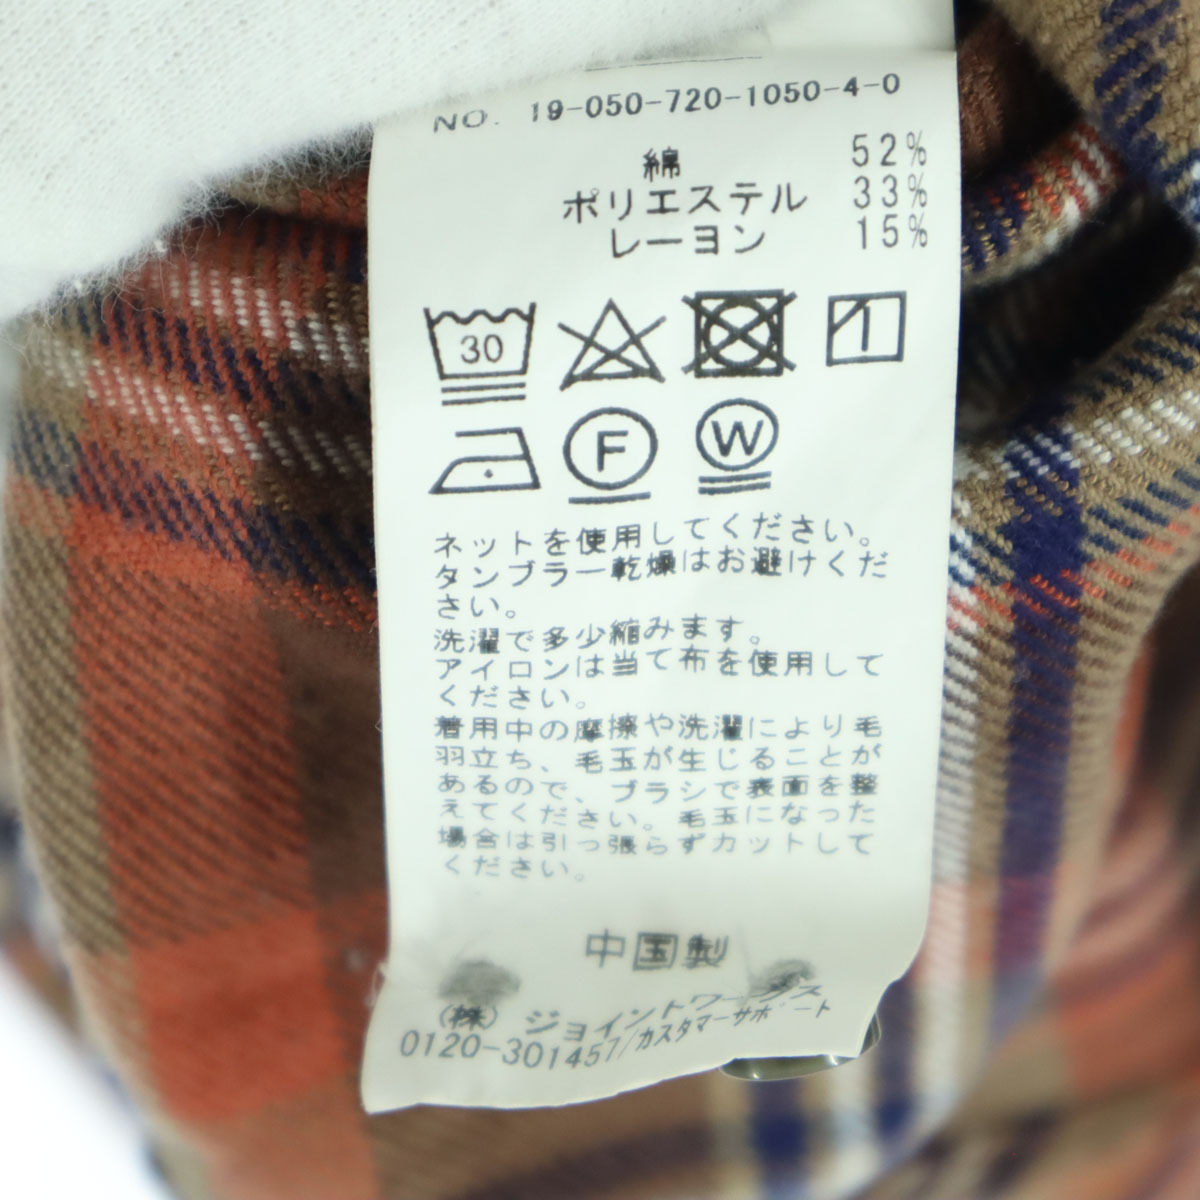 NO. 19-050-720-1050-4-0
綿 52%
ポリエステル 33%
レーヨン 15%
30
F W
ネットを使用してください。
タンブラー乾燥はお避けくだ
さい。
洗濯で多少縮みます。
アイロンは当て布を使用して
ください。
着用中の摩擦や洗濯により毛
羽立ち、毛玉が生じることが
あるので、ブラシで表面を整
えてください。毛玉になった
場合は引っ張らずカットして
ください。
中国製
(株) ジョイントワークス
0120-301457/カスタマーサポート